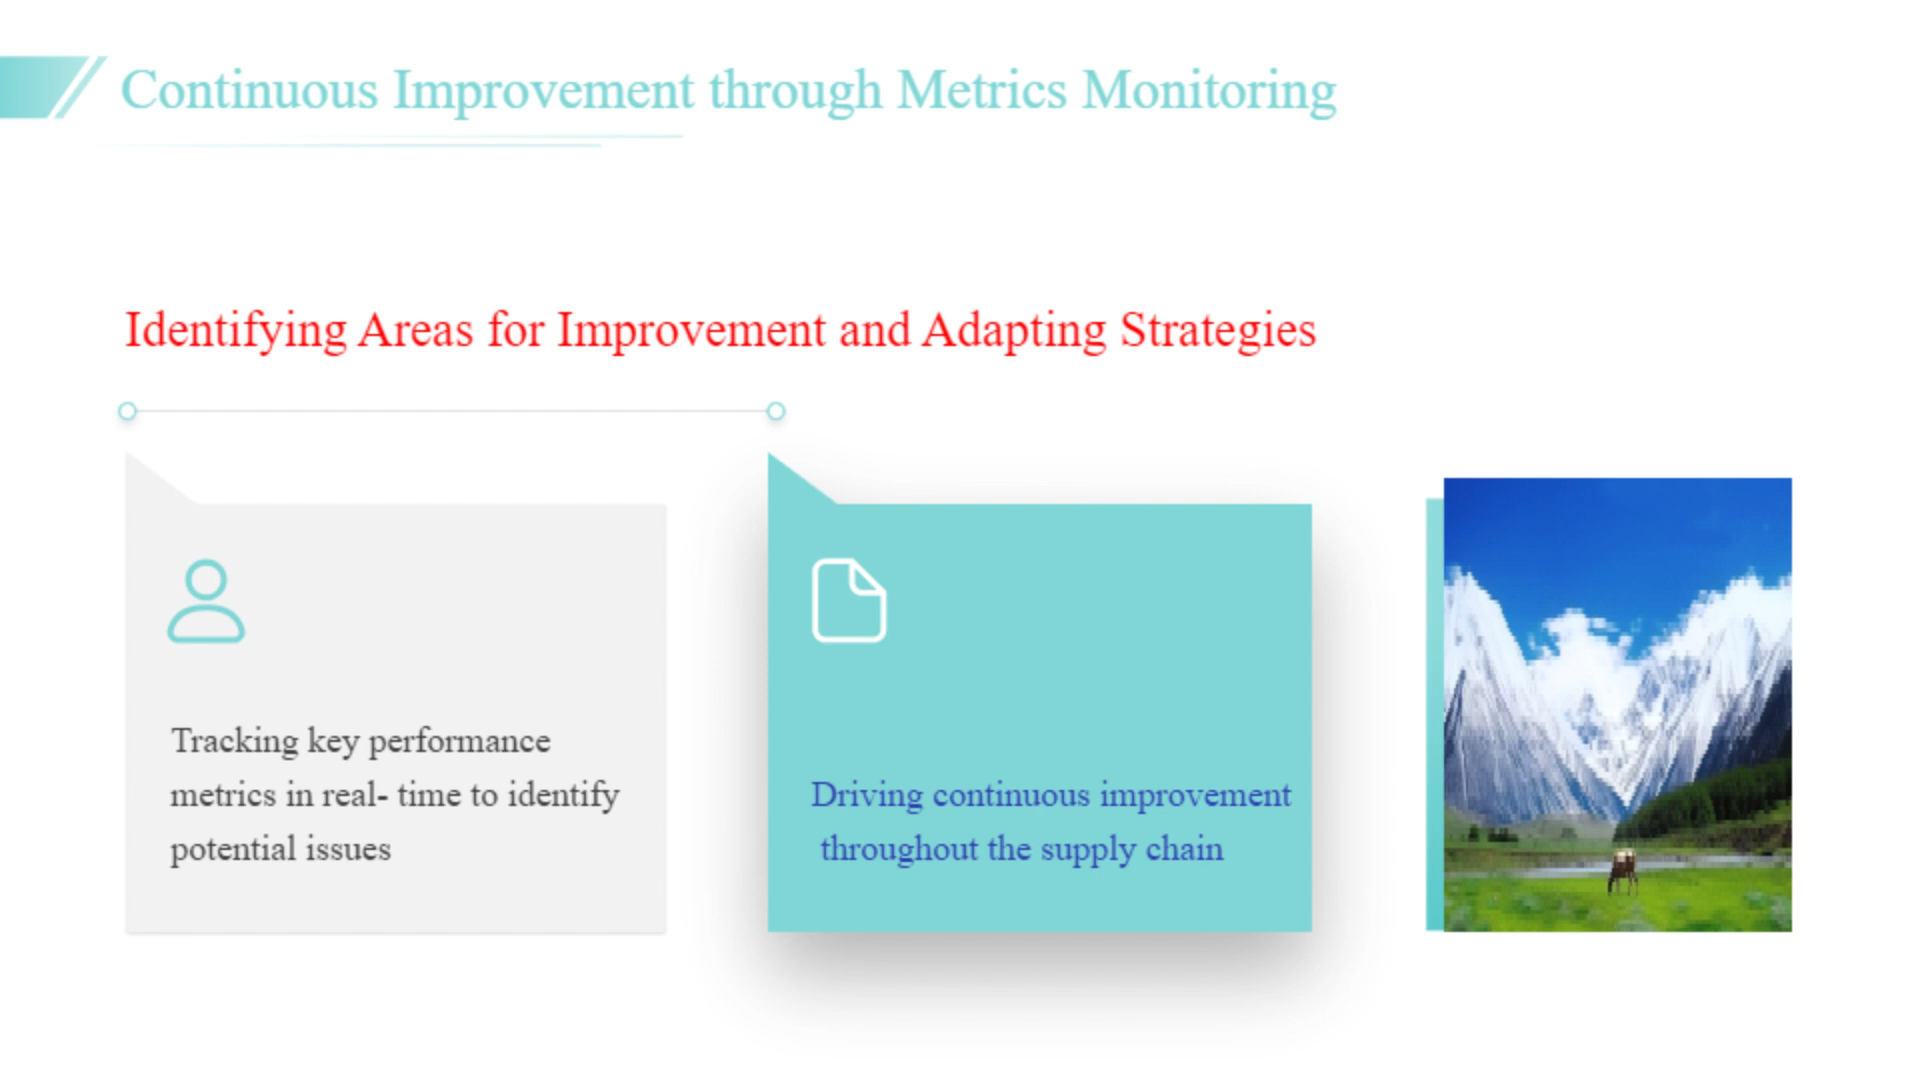 Continuous Improvement through Metrics Monitoring
Identifying Areas for Improvement and Adapting Strategies
Tracking key performance
metrics in real- time to identify
potential issues
Driving continuous improvement
throughout the supply chain